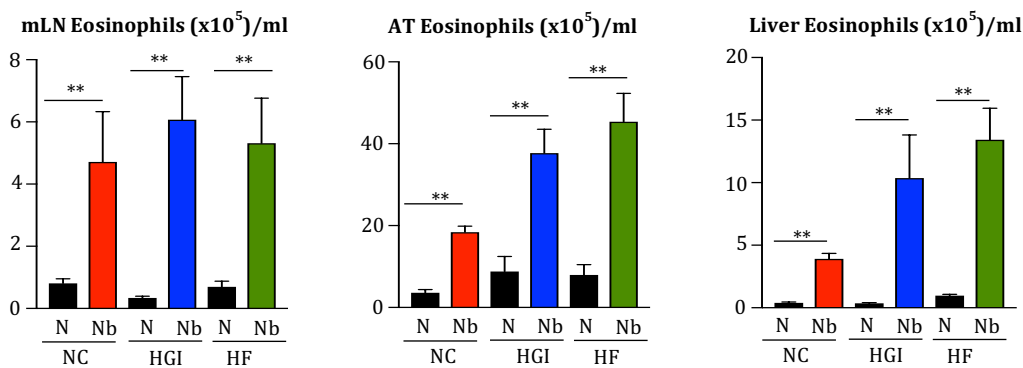 mLN Eosinophils (x10⁵)/ml
8
6
4
2
0
**
**
**
N Nb N Nb N Nb
NC HGI HF
AT Eosinophils (x10⁵)/ml
60
40
20
0
**
**
**
N Nb N Nb N Nb
NC HGI HF
Liver Eosinophils (x10⁵)/ml
20
15
10
5
0
**
**
**
N Nb N Nb N Nb
NC HGI HF